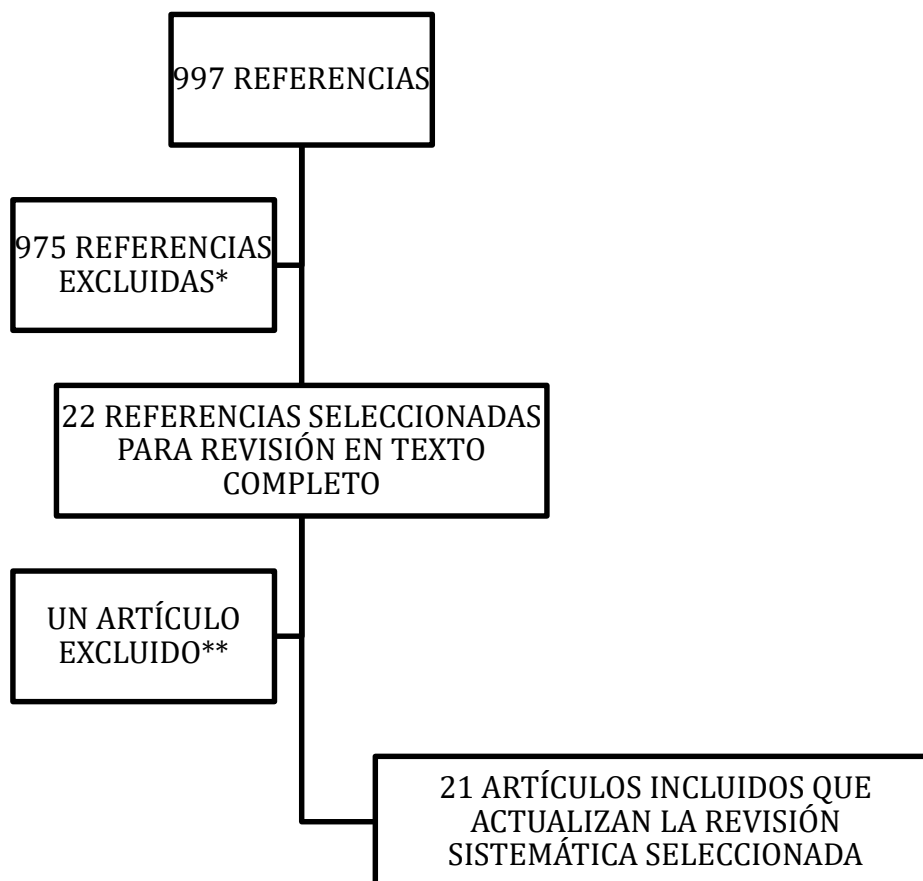 997 REFERENCIAS
975 REFERENCIAS
EXCLUIDAS*
22 REFERENCIAS SELECCIONADAS
PARA REVISIÓN EN TEXTO
COMPLETO
UN ARTÍCULO
EXCLUIDO**
21 ARTÍCULOS INCLUIDOS QUE
ACTUALIZAN LA REVISIÓN
SISTEMÁTICA SELECCIONADA